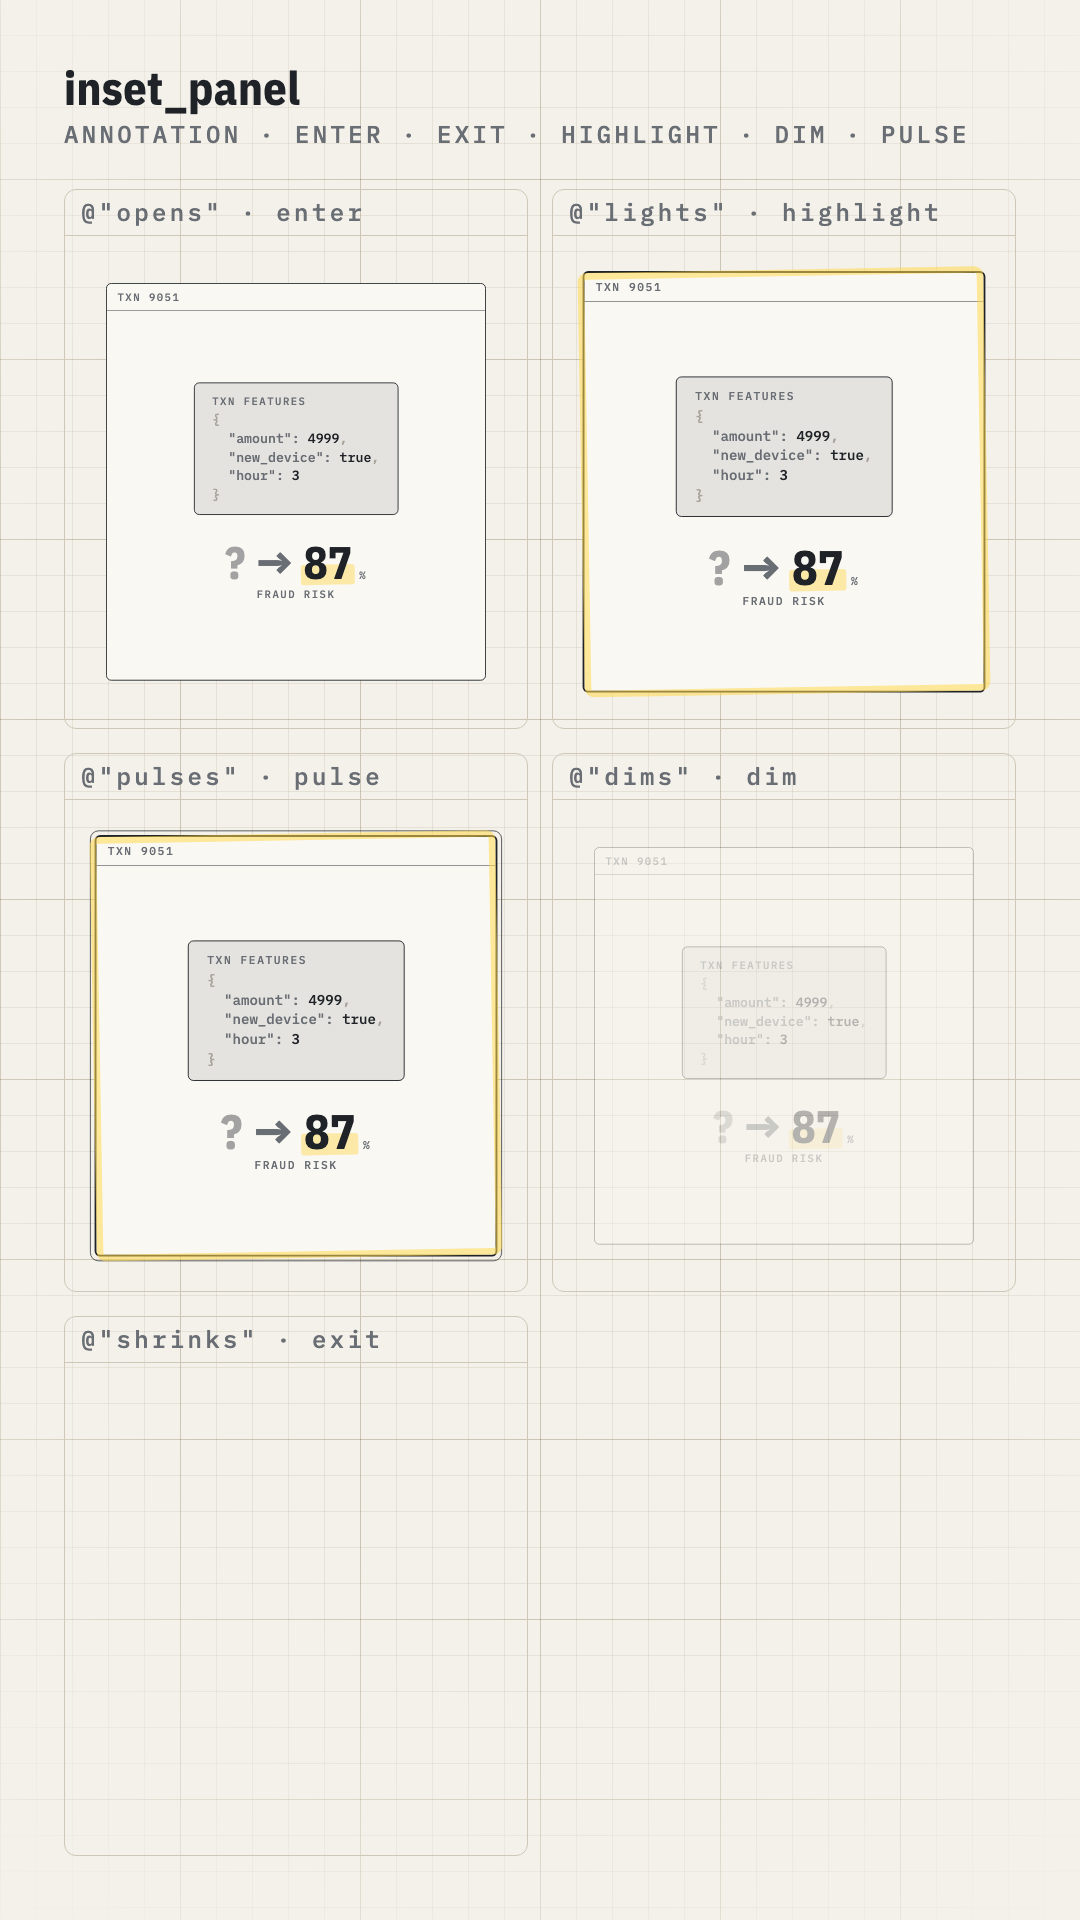 inset_panel
ANNOTATION · ENTER · EXIT · HIGHLIGHT · DIM · PULSE
@"opens" · enter
TXN 9051
TXN FEATURES
{
"amount": 4999,
"new_device": true,
"hour": 3
}
? → 87 %
FRAUD RISK
@"lights" · highlight
TXN 9051
TXN FEATURES
{
"amount": 4999,
"new_device": true,
"hour": 3
}
? → 87 %
FRAUD RISK
@"pulses" · pulse
TXN 9051
TXN FEATURES
{
"amount": 4999,
"new_device": true,
"hour": 3
}
? → 87 %
FRAUD RISK
@"dims" · dim
TXN 9051
TXN FEATURES
{
"amount": 4999,
"new_device": true,
"hour": 3
}
? → 87 %
FRAUD RISK
@"shrinks" · exit